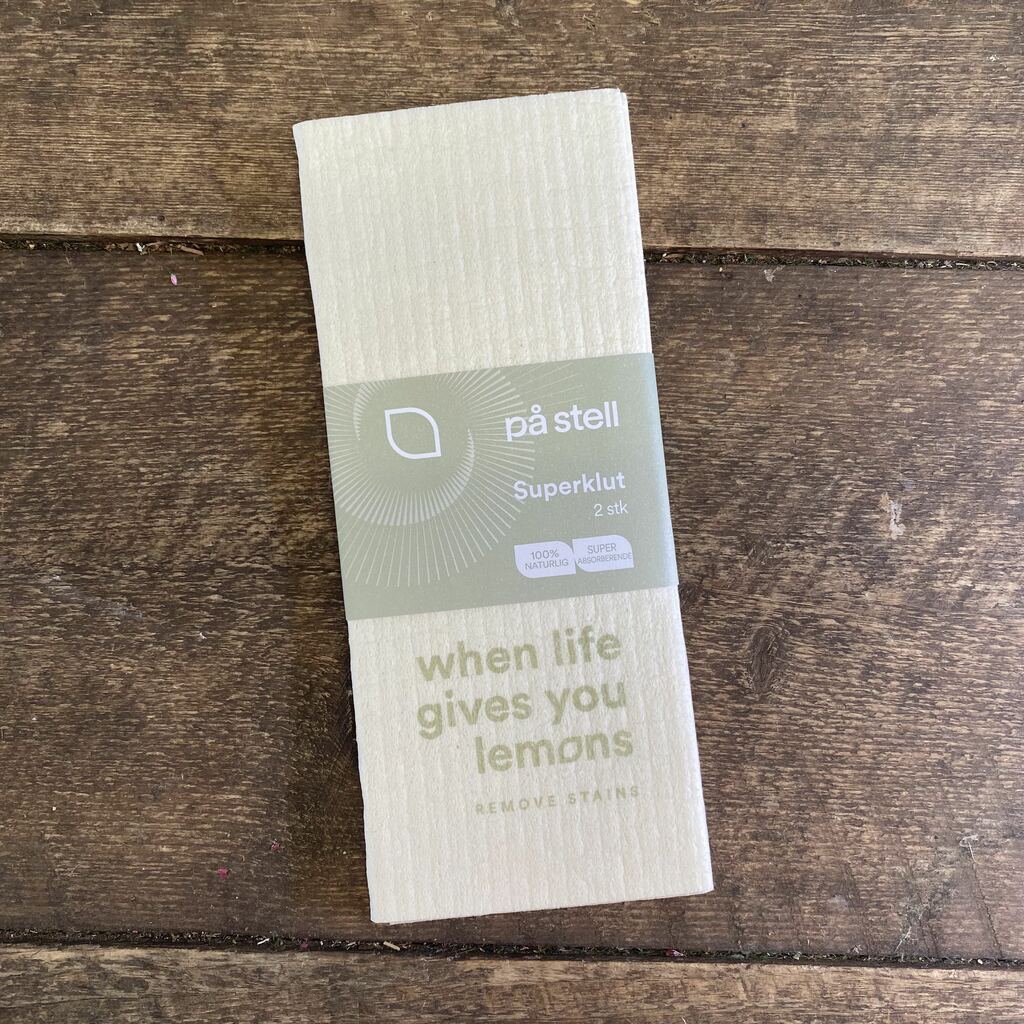 på stell
Superklut
2 stk
100%
NATURLIG
SUPER
ABSORBERENDE
when life
gives you
lemons
REMOVE STAINS